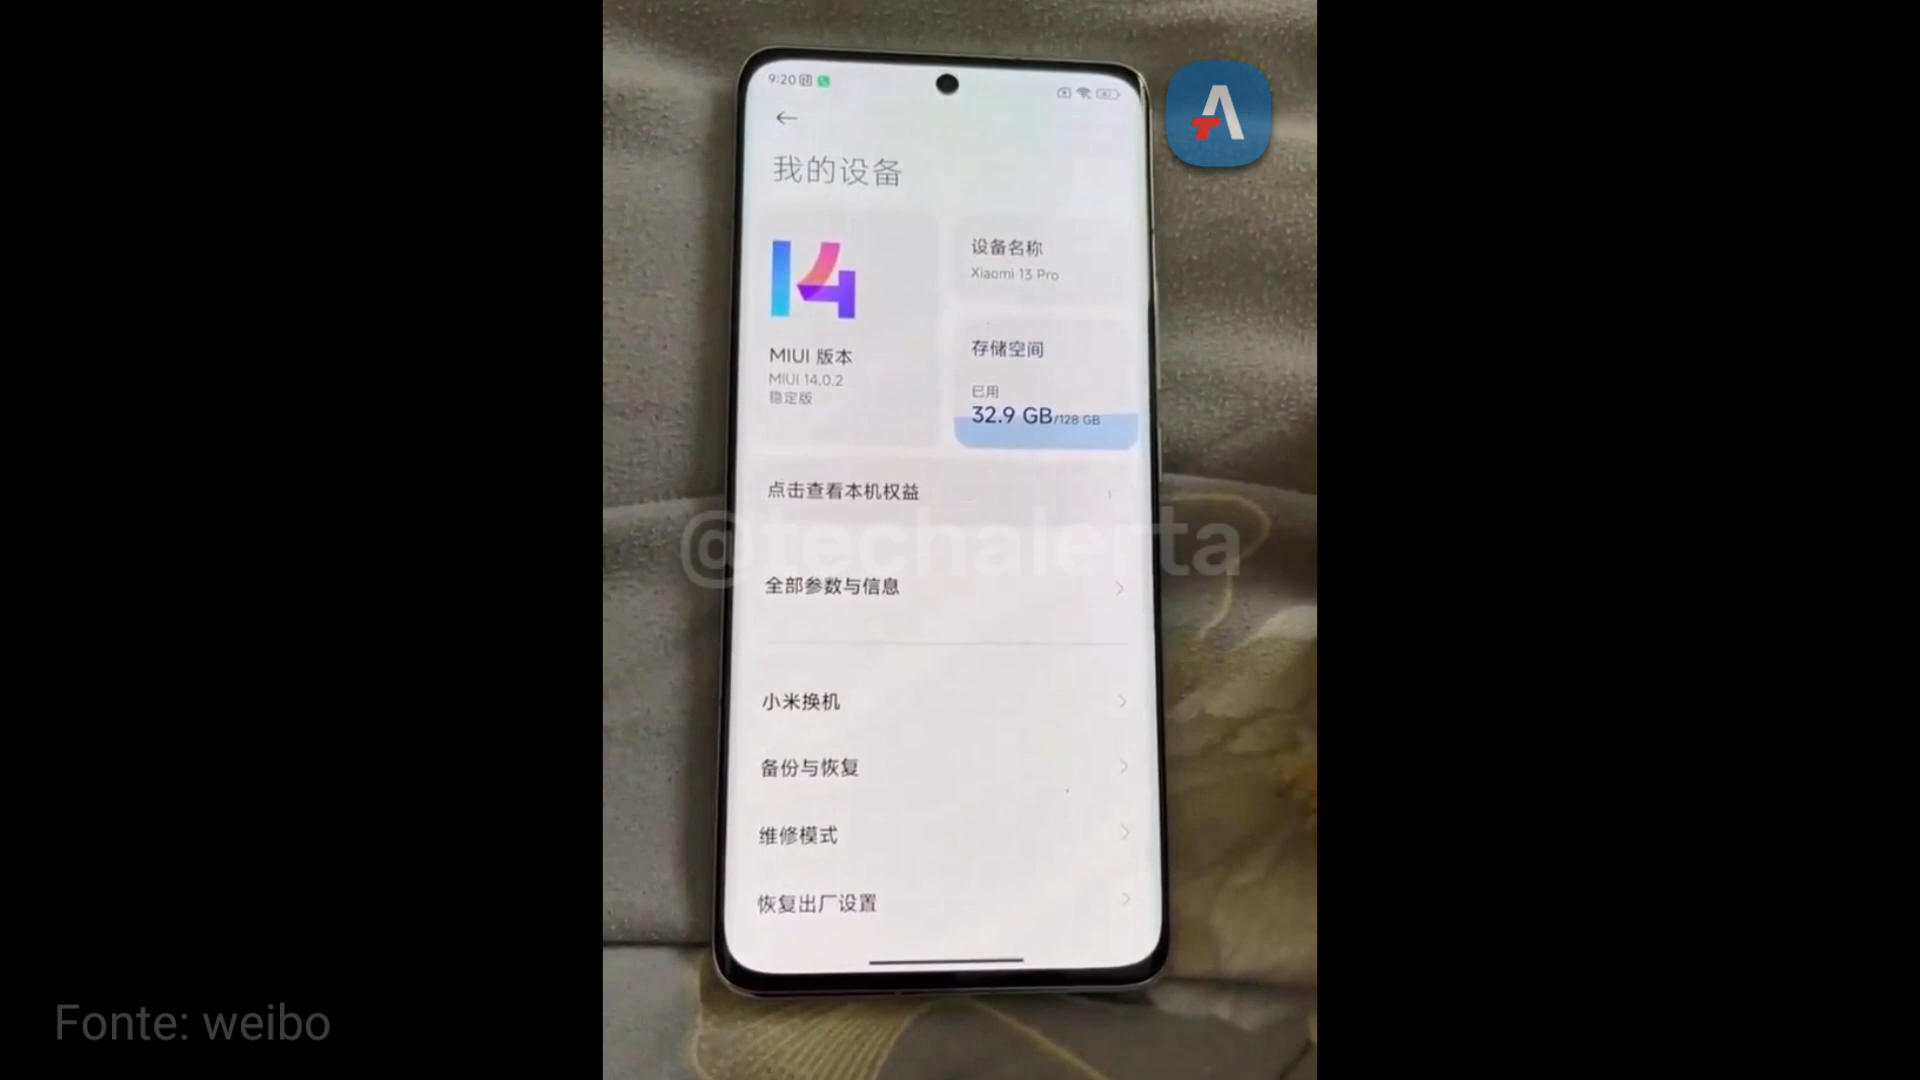 9:20
我的设备
14
MIUI 版本
MIUI 14.0.2
稳定版
设备名称
Xiaomi 13 Pro
存储空间
已用
32.9 GB/128 GB
点击查看本机权益
@techalerta
全部参数与信息
小米换机
备份与恢复
维修模式
恢复出厂设置
Fonte: weibo